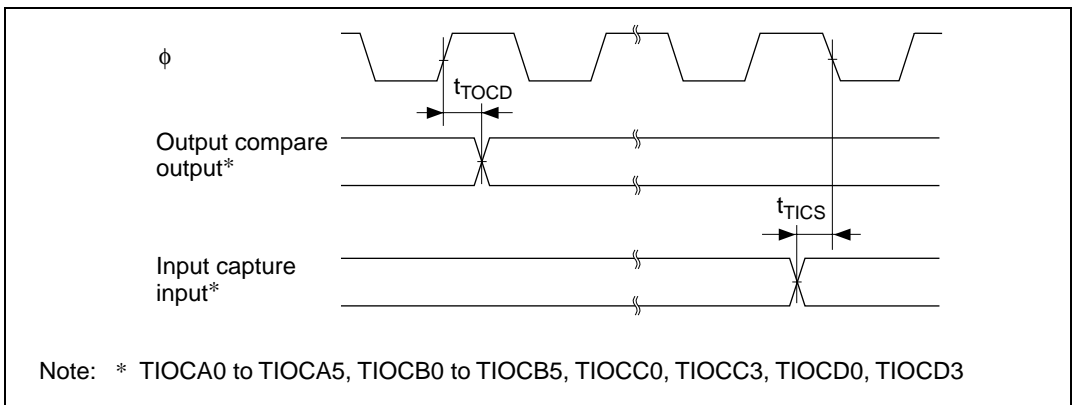 ϕ
tTOCD
Output compare
output*
tTICS
Input capture
input*
Note: * TIOCA0 to TIOCA5, TIOCB0 to TIOCB5, TIOCC0, TIOCC3, TIOCD0, TIOCD3